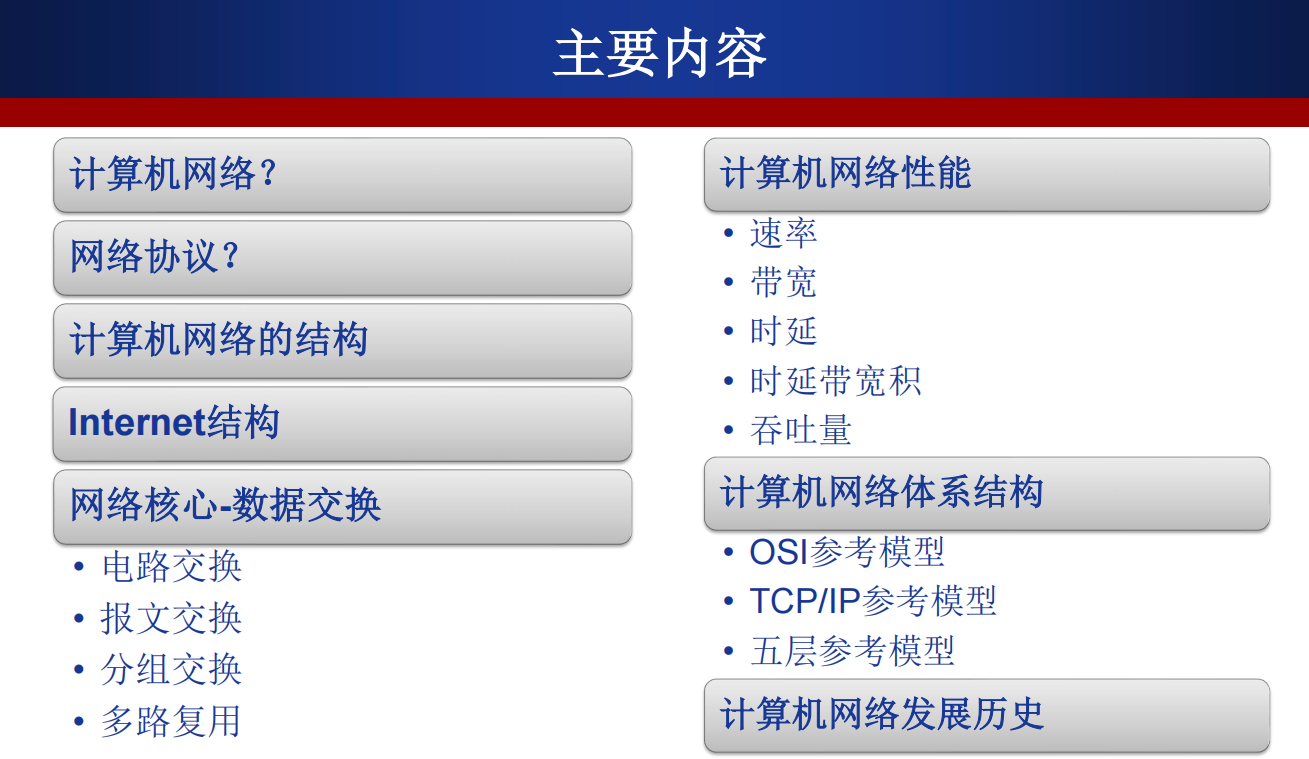 主要内容
计算机网络？
网络协议？
计算机网络的结构
Internet结构
网络核心-数据交换
• 电路交换
• 报文交换
• 分组交换
• 多路复用
计算机网络性能
• 速率
• 带宽
• 时延
• 时延带宽积
• 吞吐量
计算机网络体系结构
• OSI参考模型
• TCP/IP参考模型
• 五层参考模型
计算机网络发展历史